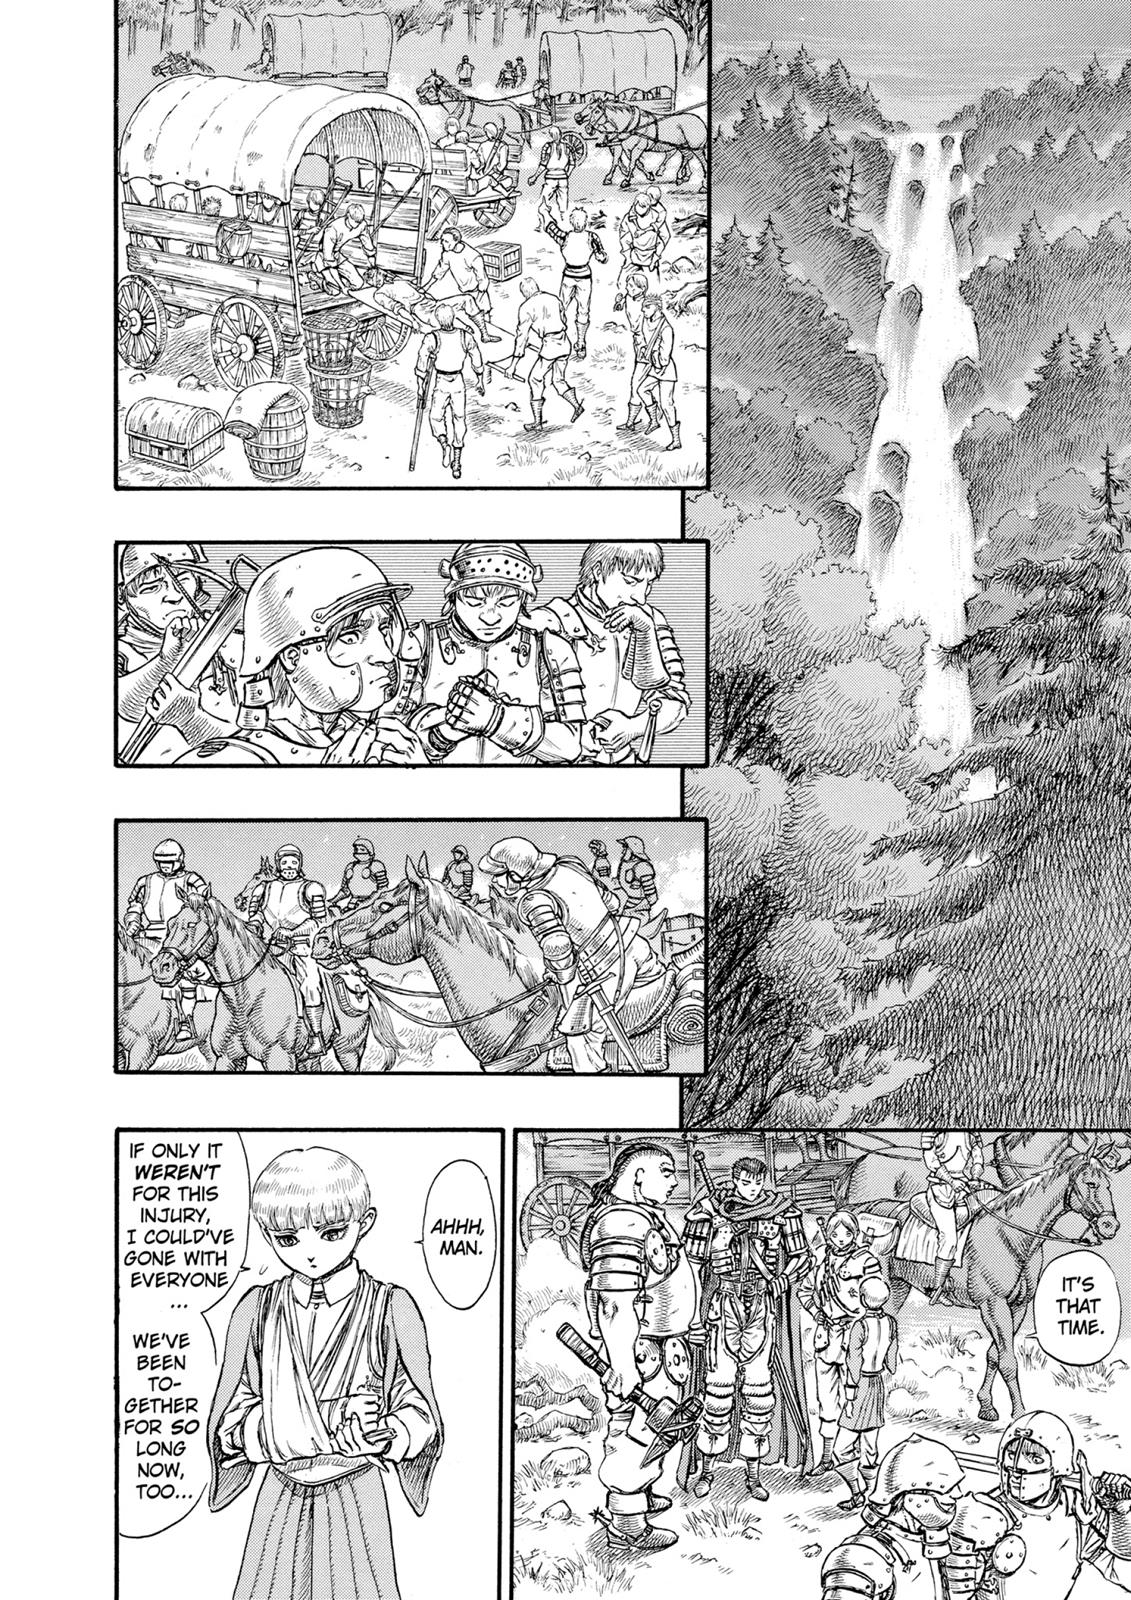 IT'S
THAT
TIME.
AHHH,
MAN.
IF ONLY IT
WEREN'T
FOR THIS
INJURY,
I COULD'VE
GONE WITH
EVERYONE
...
WE'VE
BEEN
TO-
GETHER
FOR SO
LONG
NOW,
TOO...